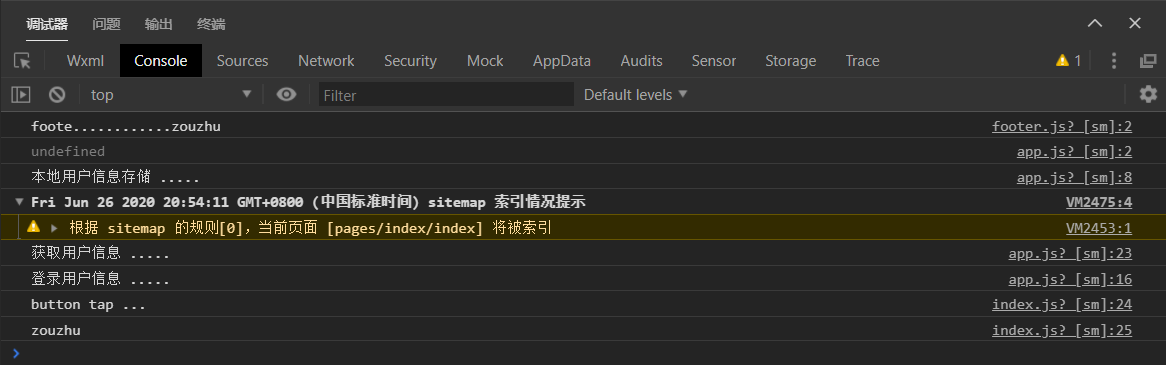 调试器 问题 输出 终端
Wxml Console Sources Network Security Mock AppData Audits Sensor Storage Trace 1
top Filter Default levels
foote............zouzhu footer.js? [sm]:2
undefined app.js? [sm]:2
本地用户信息存储 ..... app.js? [sm]:8
Fri Jun 26 2020 20:54:11 GMT+0800 (中国标准时间) sitemap 索引情况提示 VM2475:4
根据 sitemap 的规则[0]，当前页面 [pages/index/index] 将被索引 VM2453:1
获取用户信息 ..... app.js? [sm]:23
登录用户信息 ..... app.js? [sm]:16
button tap ... index.js? [sm]:24
zouzhu index.js? [sm]:25